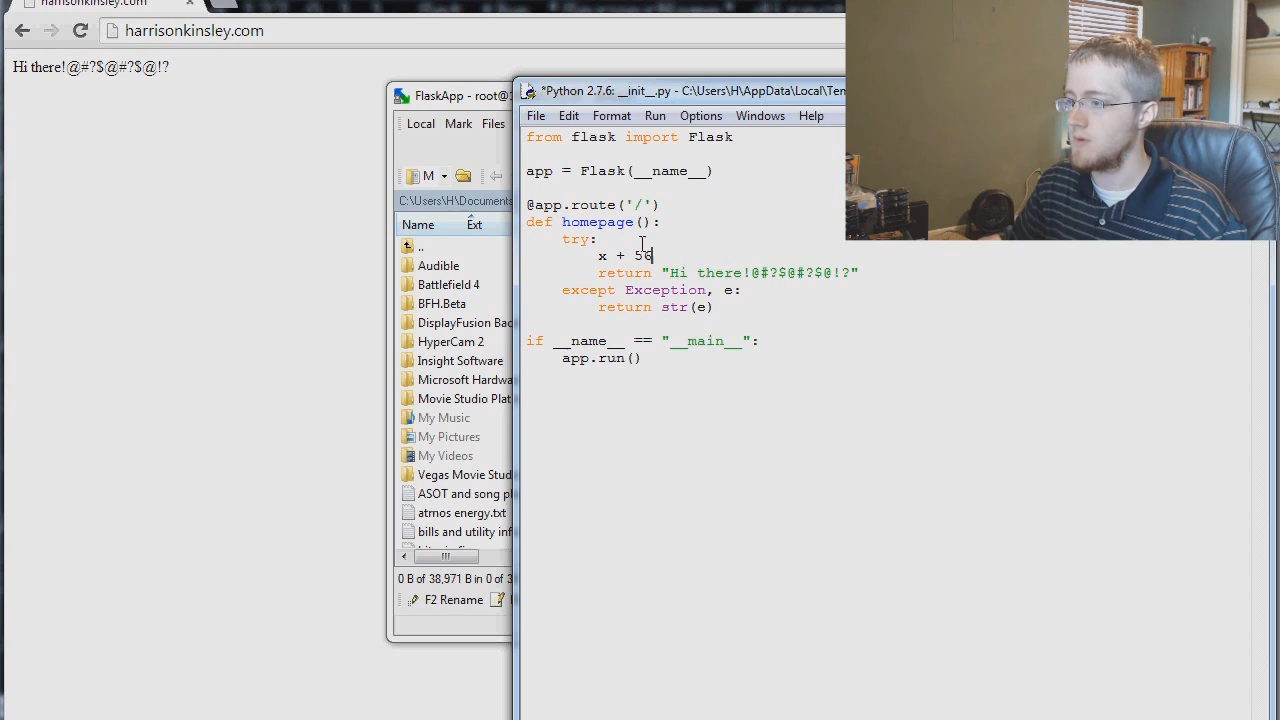 harrisonkinsley.com
harrisonkinsley.com
Hi there!@#?$@#?$@!?
FlaskApp - root@
Local Mark Files
M
C:\Users\H\Documents
Name Ext
..
Audible
Battlefield 4
BFH.Beta
DisplayFusion Bac
HyperCam 2
Insight Software
Microsoft Hardwa
Movie Studio Plat
My Music
My Pictures
My Videos
Vegas Movie Stud
ASOT and song pl
atmos energy.txt
bills and utility inf
0 B of 38,971 B in 0 of 3
F2 Rename
*Python 2.7.6: __init__.py - C:\Users\H\AppData\Local\Ten
File Edit Format Run Options Windows Help
from flask import Flask
app = Flask(__name__)
@app.route('/')
def homepage():
try:
x + 56
return "Hi there!@#?$@#?$@!?"
except Exception, e:
return str(e)
if __name__ == "__main__":
app.run()